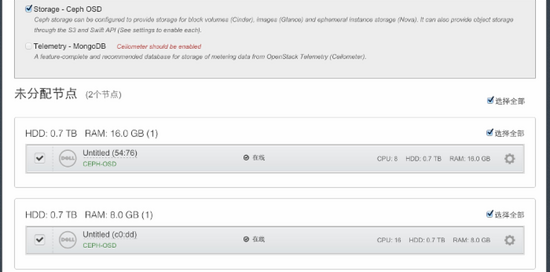 Storage - Ceph OSD
Ceph storage can be configured to provide storage for block volumes (Cinder), images (Glance) and ephemeral instance storage (Nova). It can also provide object storage
through the S3 and Swift API (See settings to enable each).
Telemetry - MongoDB Ceilometer should be enabled
A feature-complete and recommended database for storage of metering data from OpenStack Telemetry (Ceilometer).
未分配节点 (2个节点)
选择全部
HDD: 0.7 TB RAM: 16.0 GB (1)
选择全部
DELL
Untitled (54:76)
CEPH-OSD
在线
CPU: 8 HDD: 0.7 TB RAM: 16.0 GB
HDD: 0.7 TB RAM: 8.0 GB (1)
选择全部
DELL
Untitled (c0:dd)
CEPH-OSD
在线
CPU: 16 HDD: 0.7 TB RAM: 8.0 GB